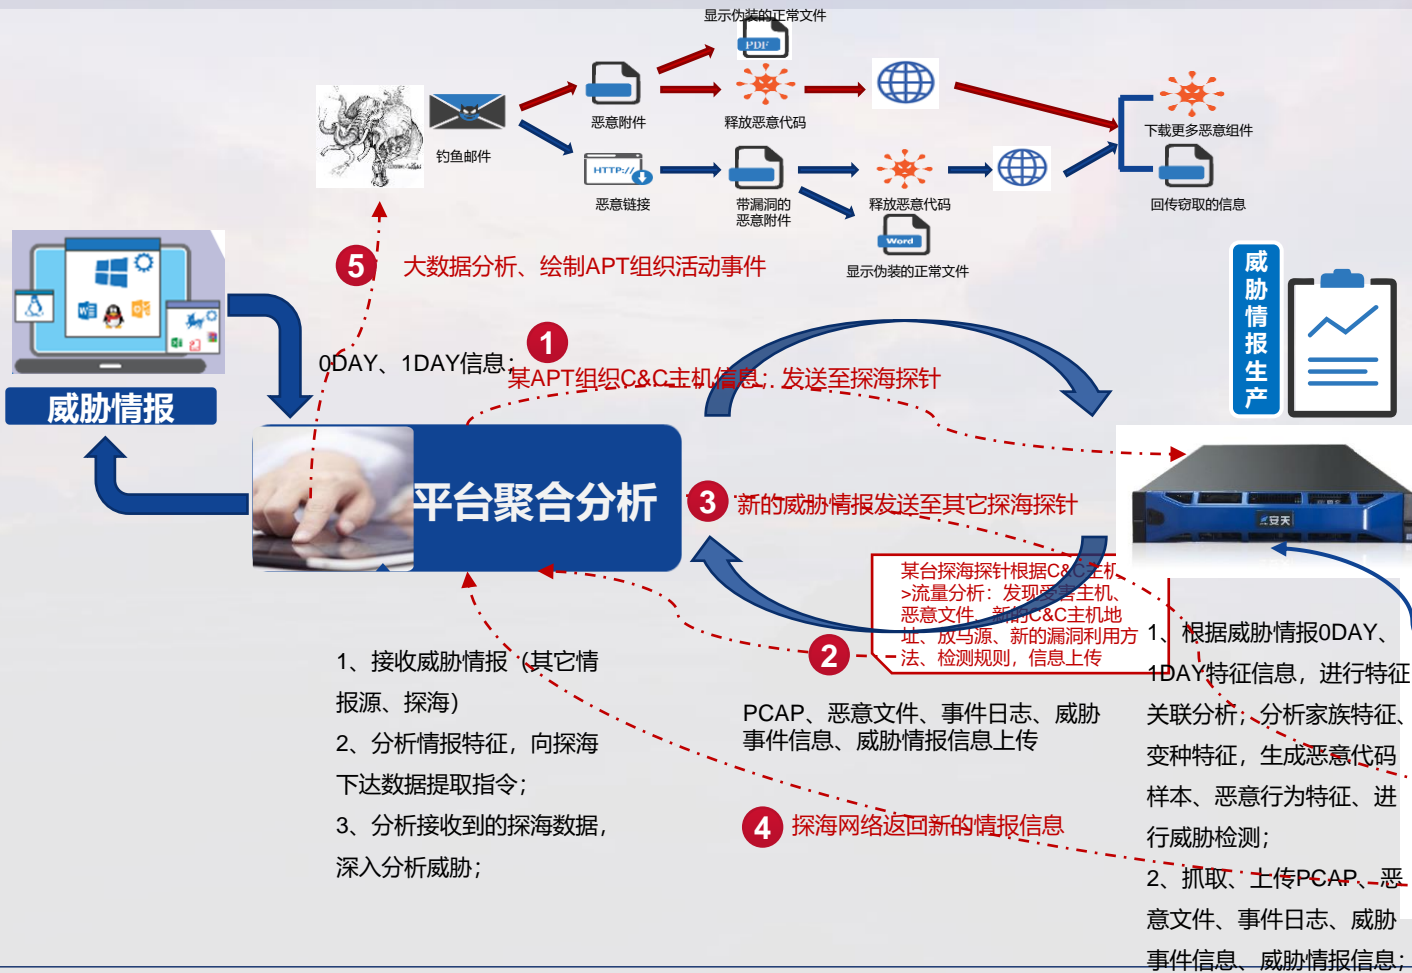 显示伪装的正常文件
PDF
恶意附件
释放恶意代码
下载更多恶意组件
钓鱼邮件
HTTP://
恶意链接
带漏洞的
恶意附件
释放恶意代码
回传窃取的信息
Word
显示伪装的正常文件
5
大数据分析、绘制APT组织活动事件
威胁情报生产
威胁情报
0DAY、1DAY信息；
1
某APT组织C&C主机信息；发送至探海探针
平台聚合分析
3
新的威胁情报发送至其它探海探针
安天
某台探海探针根据C&C主机
>流量分析：发现受害主机、
恶意文件、新的C&C主机地
址、放马源、新的漏洞利用方
法、检测规则，信息上传
2
PCAP、恶意文件、事件日志、威胁
事件信息、威胁情报信息上传
1、接收威胁情报（其它情
报源、探海）
2、分析情报特征，向探海
下达数据提取指令；
3、分析接收到的探海数据，
深入分析威胁；
4
探海网络返回新的情报信息
1、根据威胁情报0DAY、
1DAY特征信息，进行特征
关联分析；分析家族特征、
变种特征，生成恶意代码
样本、恶意行为特征、进
行威胁检测；
2、抓取、上传PCAP、恶
意文件、事件日志、威胁
事件信息、威胁情报信息；